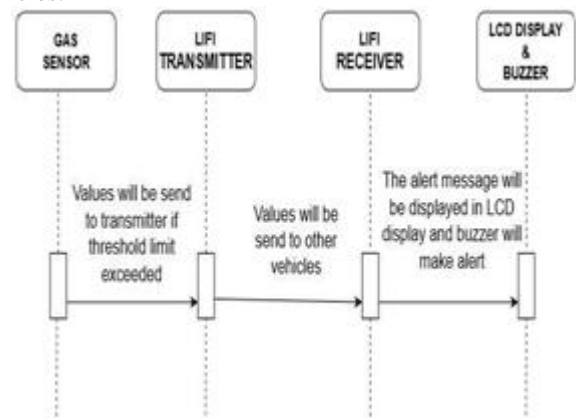 GAS
SENSOR
LIFI
TRANSMITTER
LIFI
RECEIVER
LCD DISPLAY
&
BUZZER
Values will be send
to transmitter if
threshold limit
exceeded
Values will be
send to other
vehicles
The alert message will
be displayed in LCD
display and buzzer will
make alert